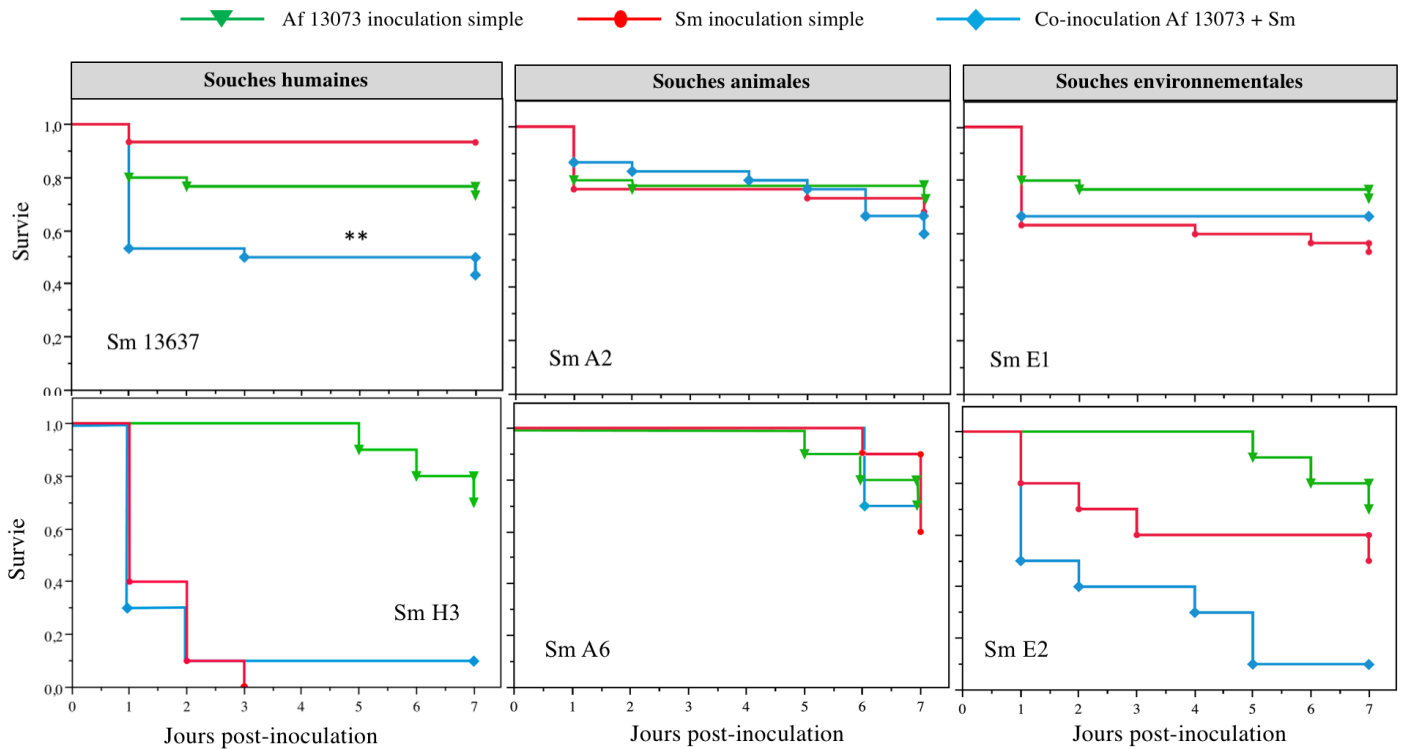 Af 13073 inoculation simple Sm inoculation simple Co-inoculation Af 13073 + Sm
Souches humaines Souches animales Souches environnementales
1,0
0,8
0,6
0,4
0,2
0,0
Survie
**
Sm 13637
Sm A2
Sm E1
1,0
0,8
0,6
0,4
0,2
0,0
Survie
Sm H3
Sm A6
Sm E2
0 1 2 3 4 5 6 7 0 1 2 3 4 5 6 7 0 1 2 3 4 5 6 7
Jours post-inoculation Jours post-inoculation Jours post-inoculation